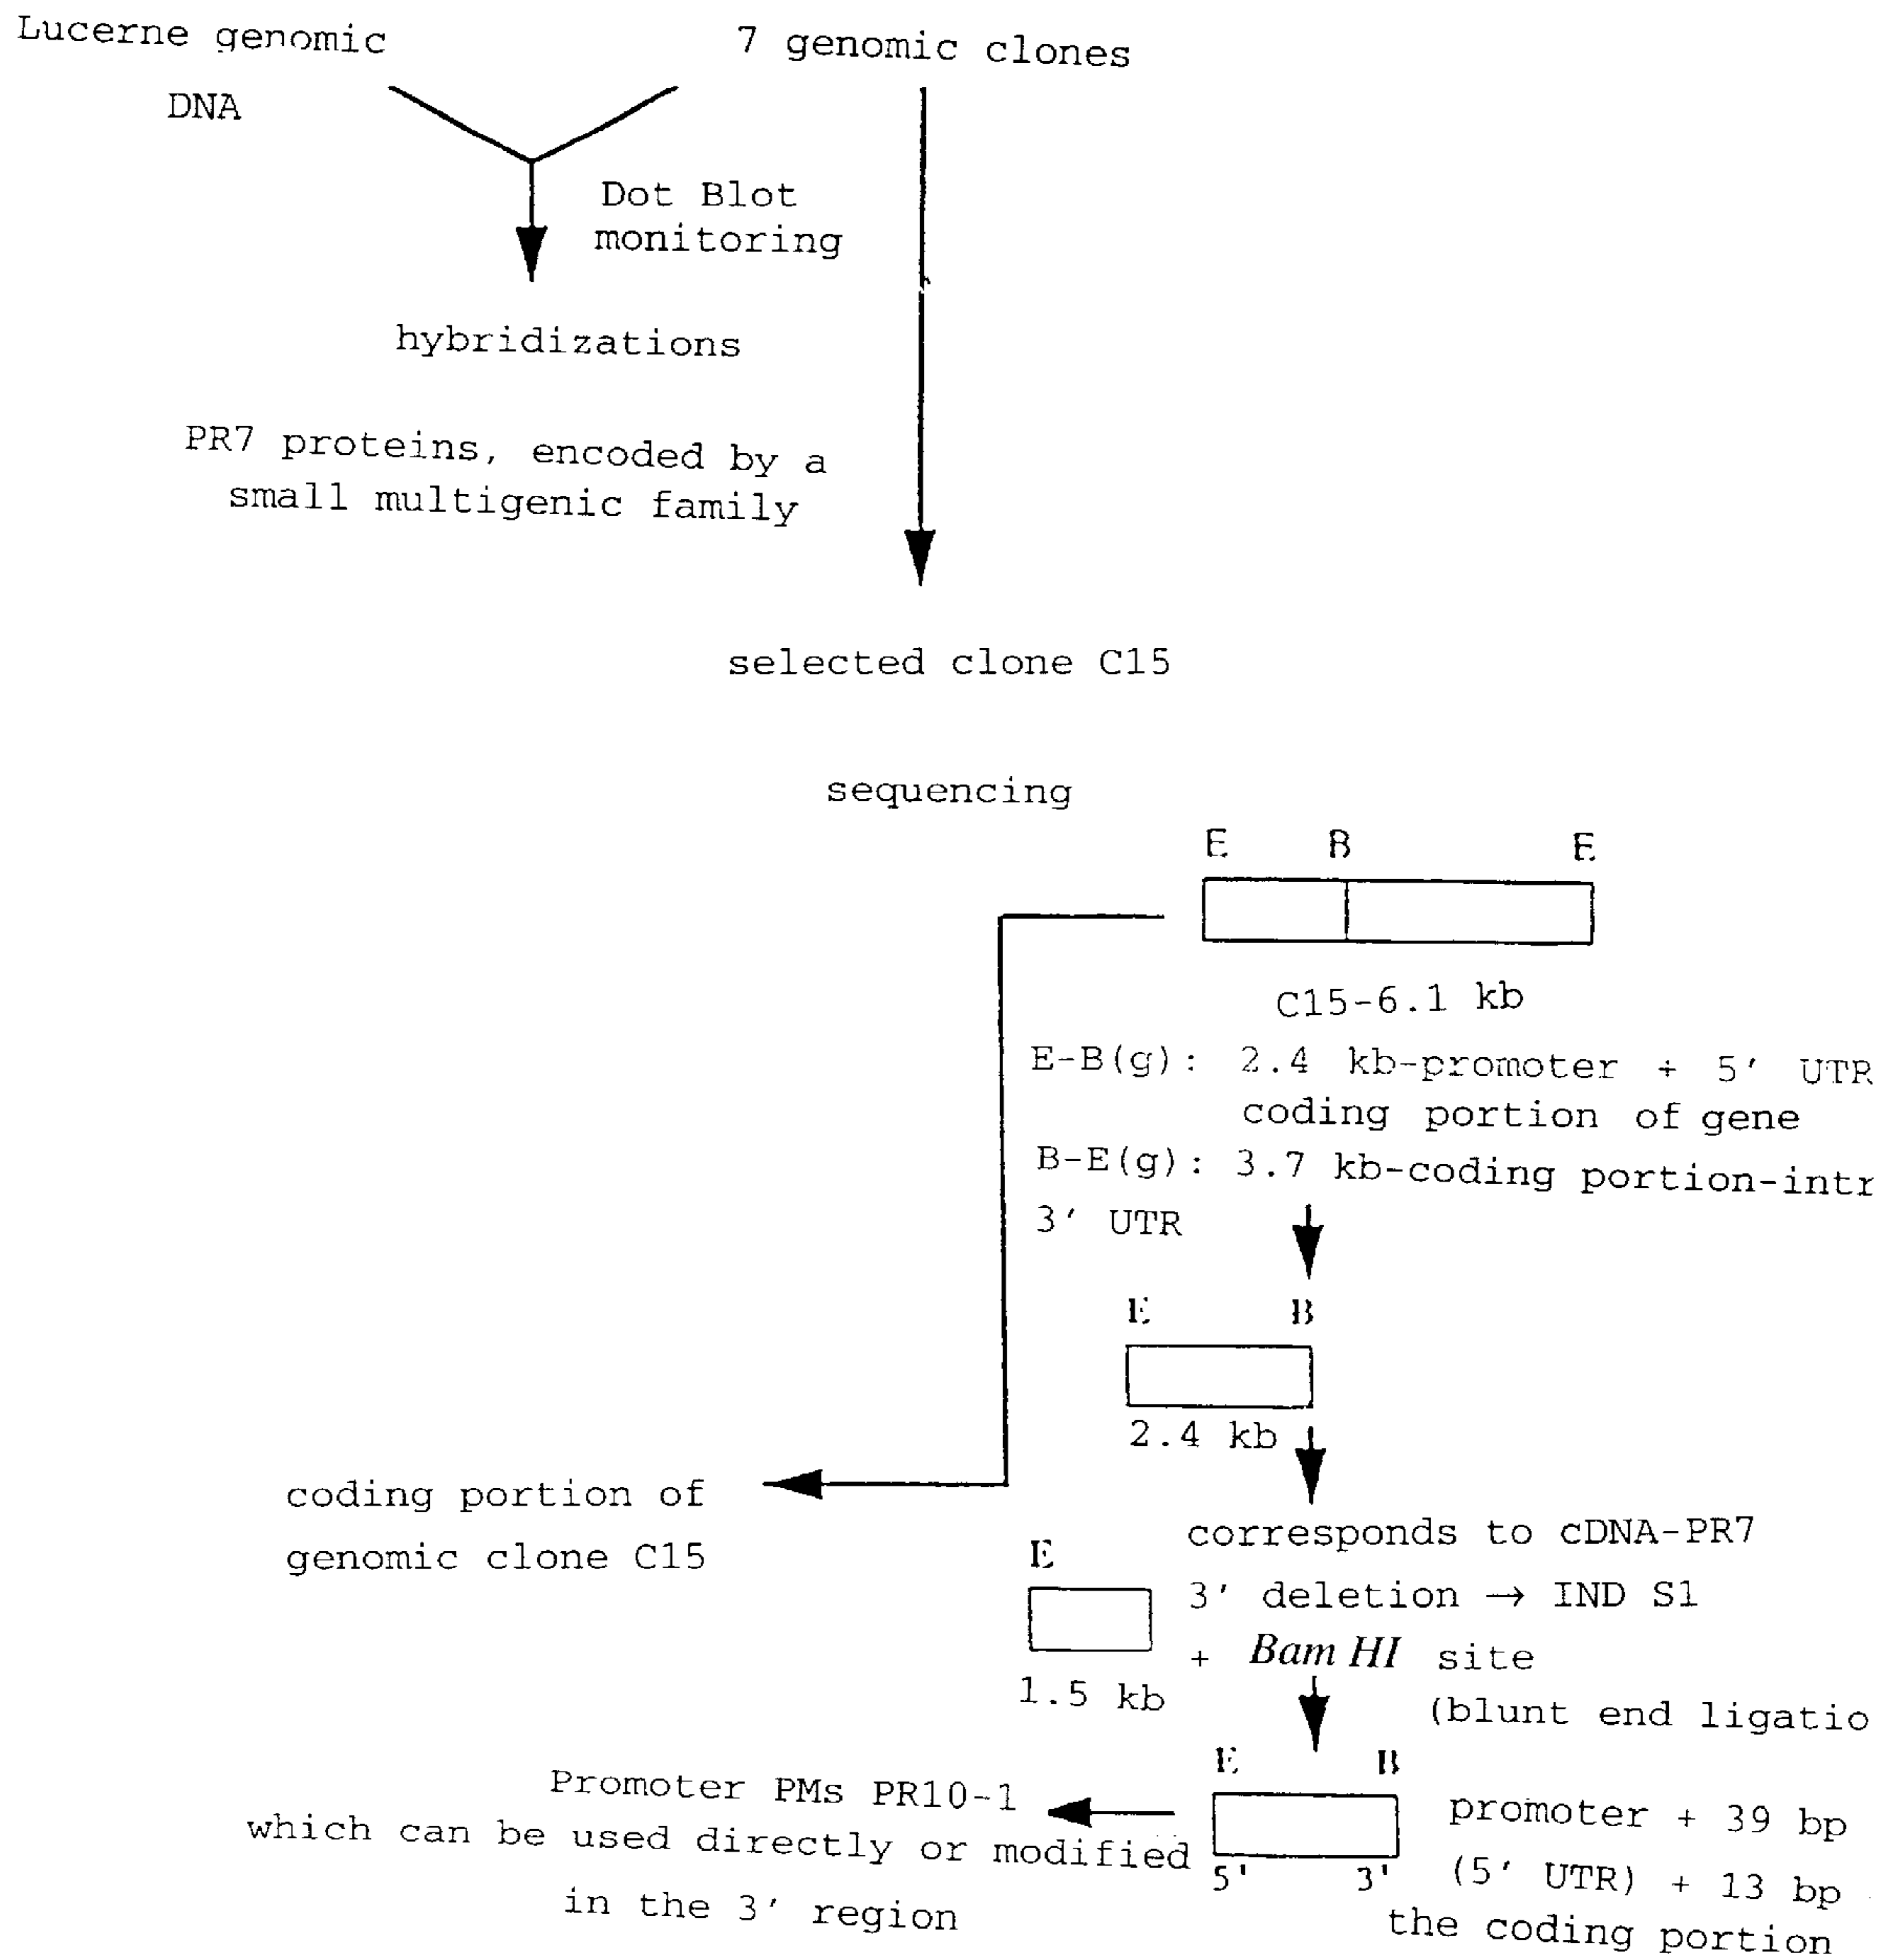 Lucerne genomic
DNA
7 genomic clones
Dot Blot
monitoring
hybridizations
PR7 proteins, encoded by a
small multigenic family
selected clone C15
sequencing
E B E
C15-6.1 kb
E-B(g): 2.4 kb-promoter + 5' UTR
coding portion of gene
B-E(g): 3.7 kb-coding portion-intr
3' UTR
E B
2.4 kb
coding portion of
genomic clone C15
corresponds to cDNA-PR7
3' deletion → IND S1
+ Bam HI site
(blunt end ligatio
E
1.5 kb
E B
5' 3'
promoter + 39 bp
(5' UTR) + 13 bp
the coding portion
Promoter PMs PR10-1
which can be used directly or modified
in the 3' region